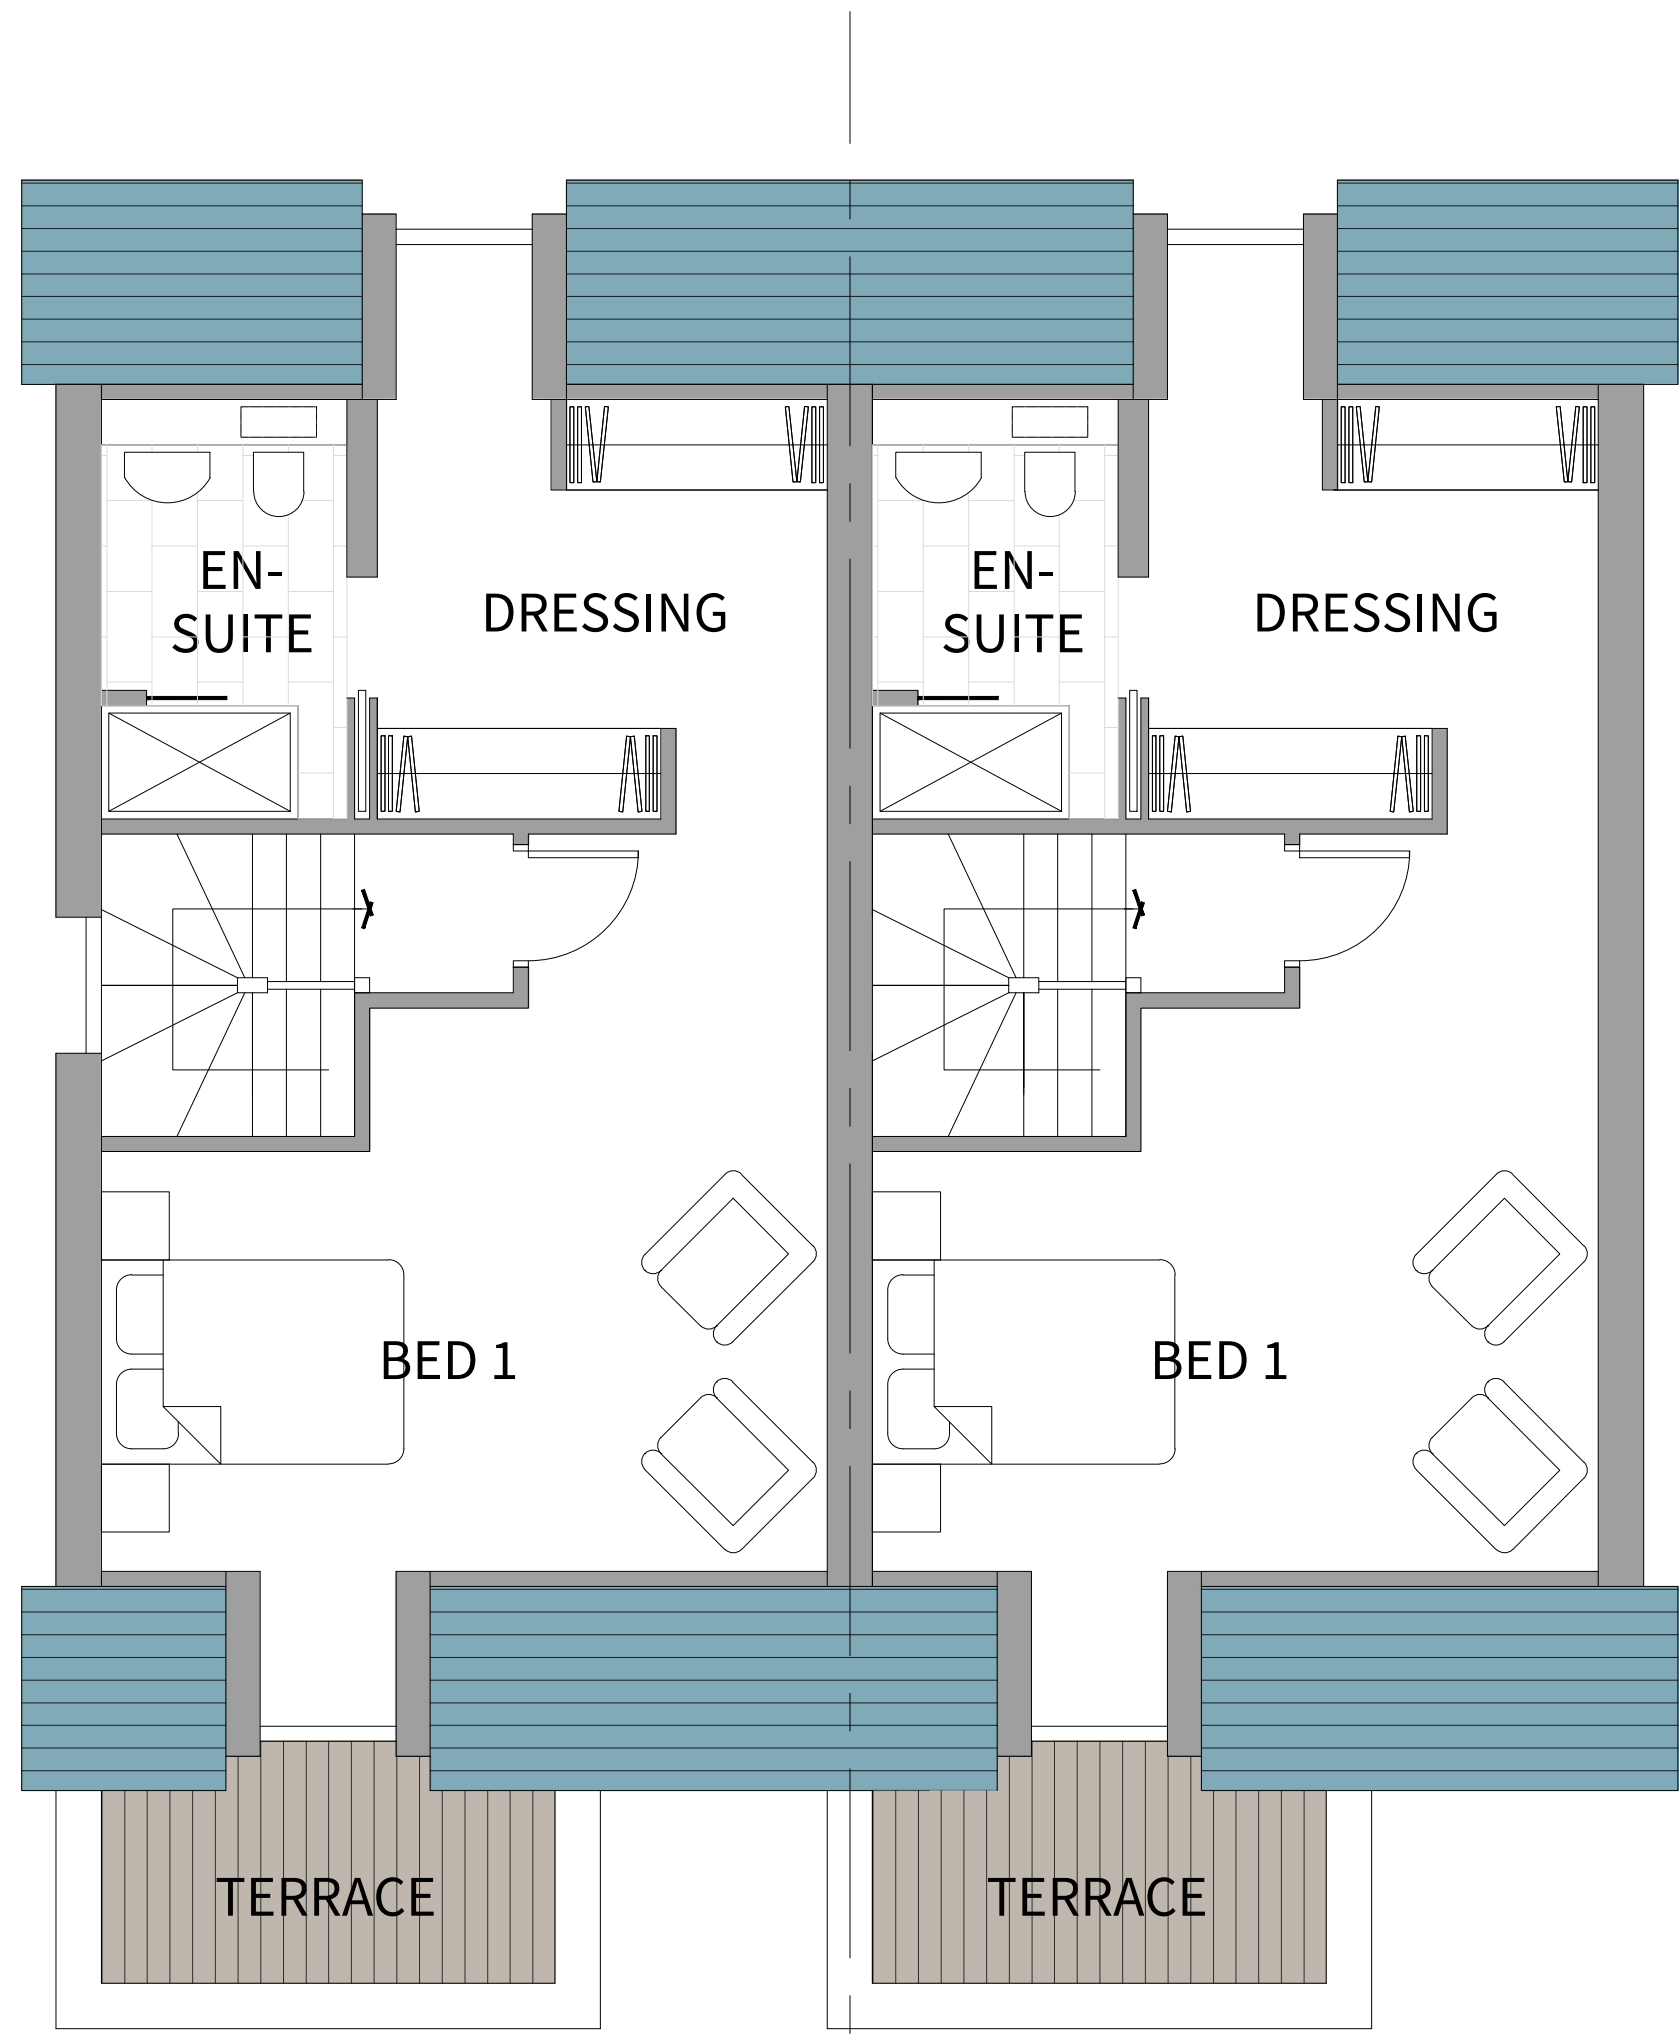 EN-
SUITE
DRESSING
EN-
SUITE
DRESSING
BED 1
BED 1
TERRACE
TERRACE